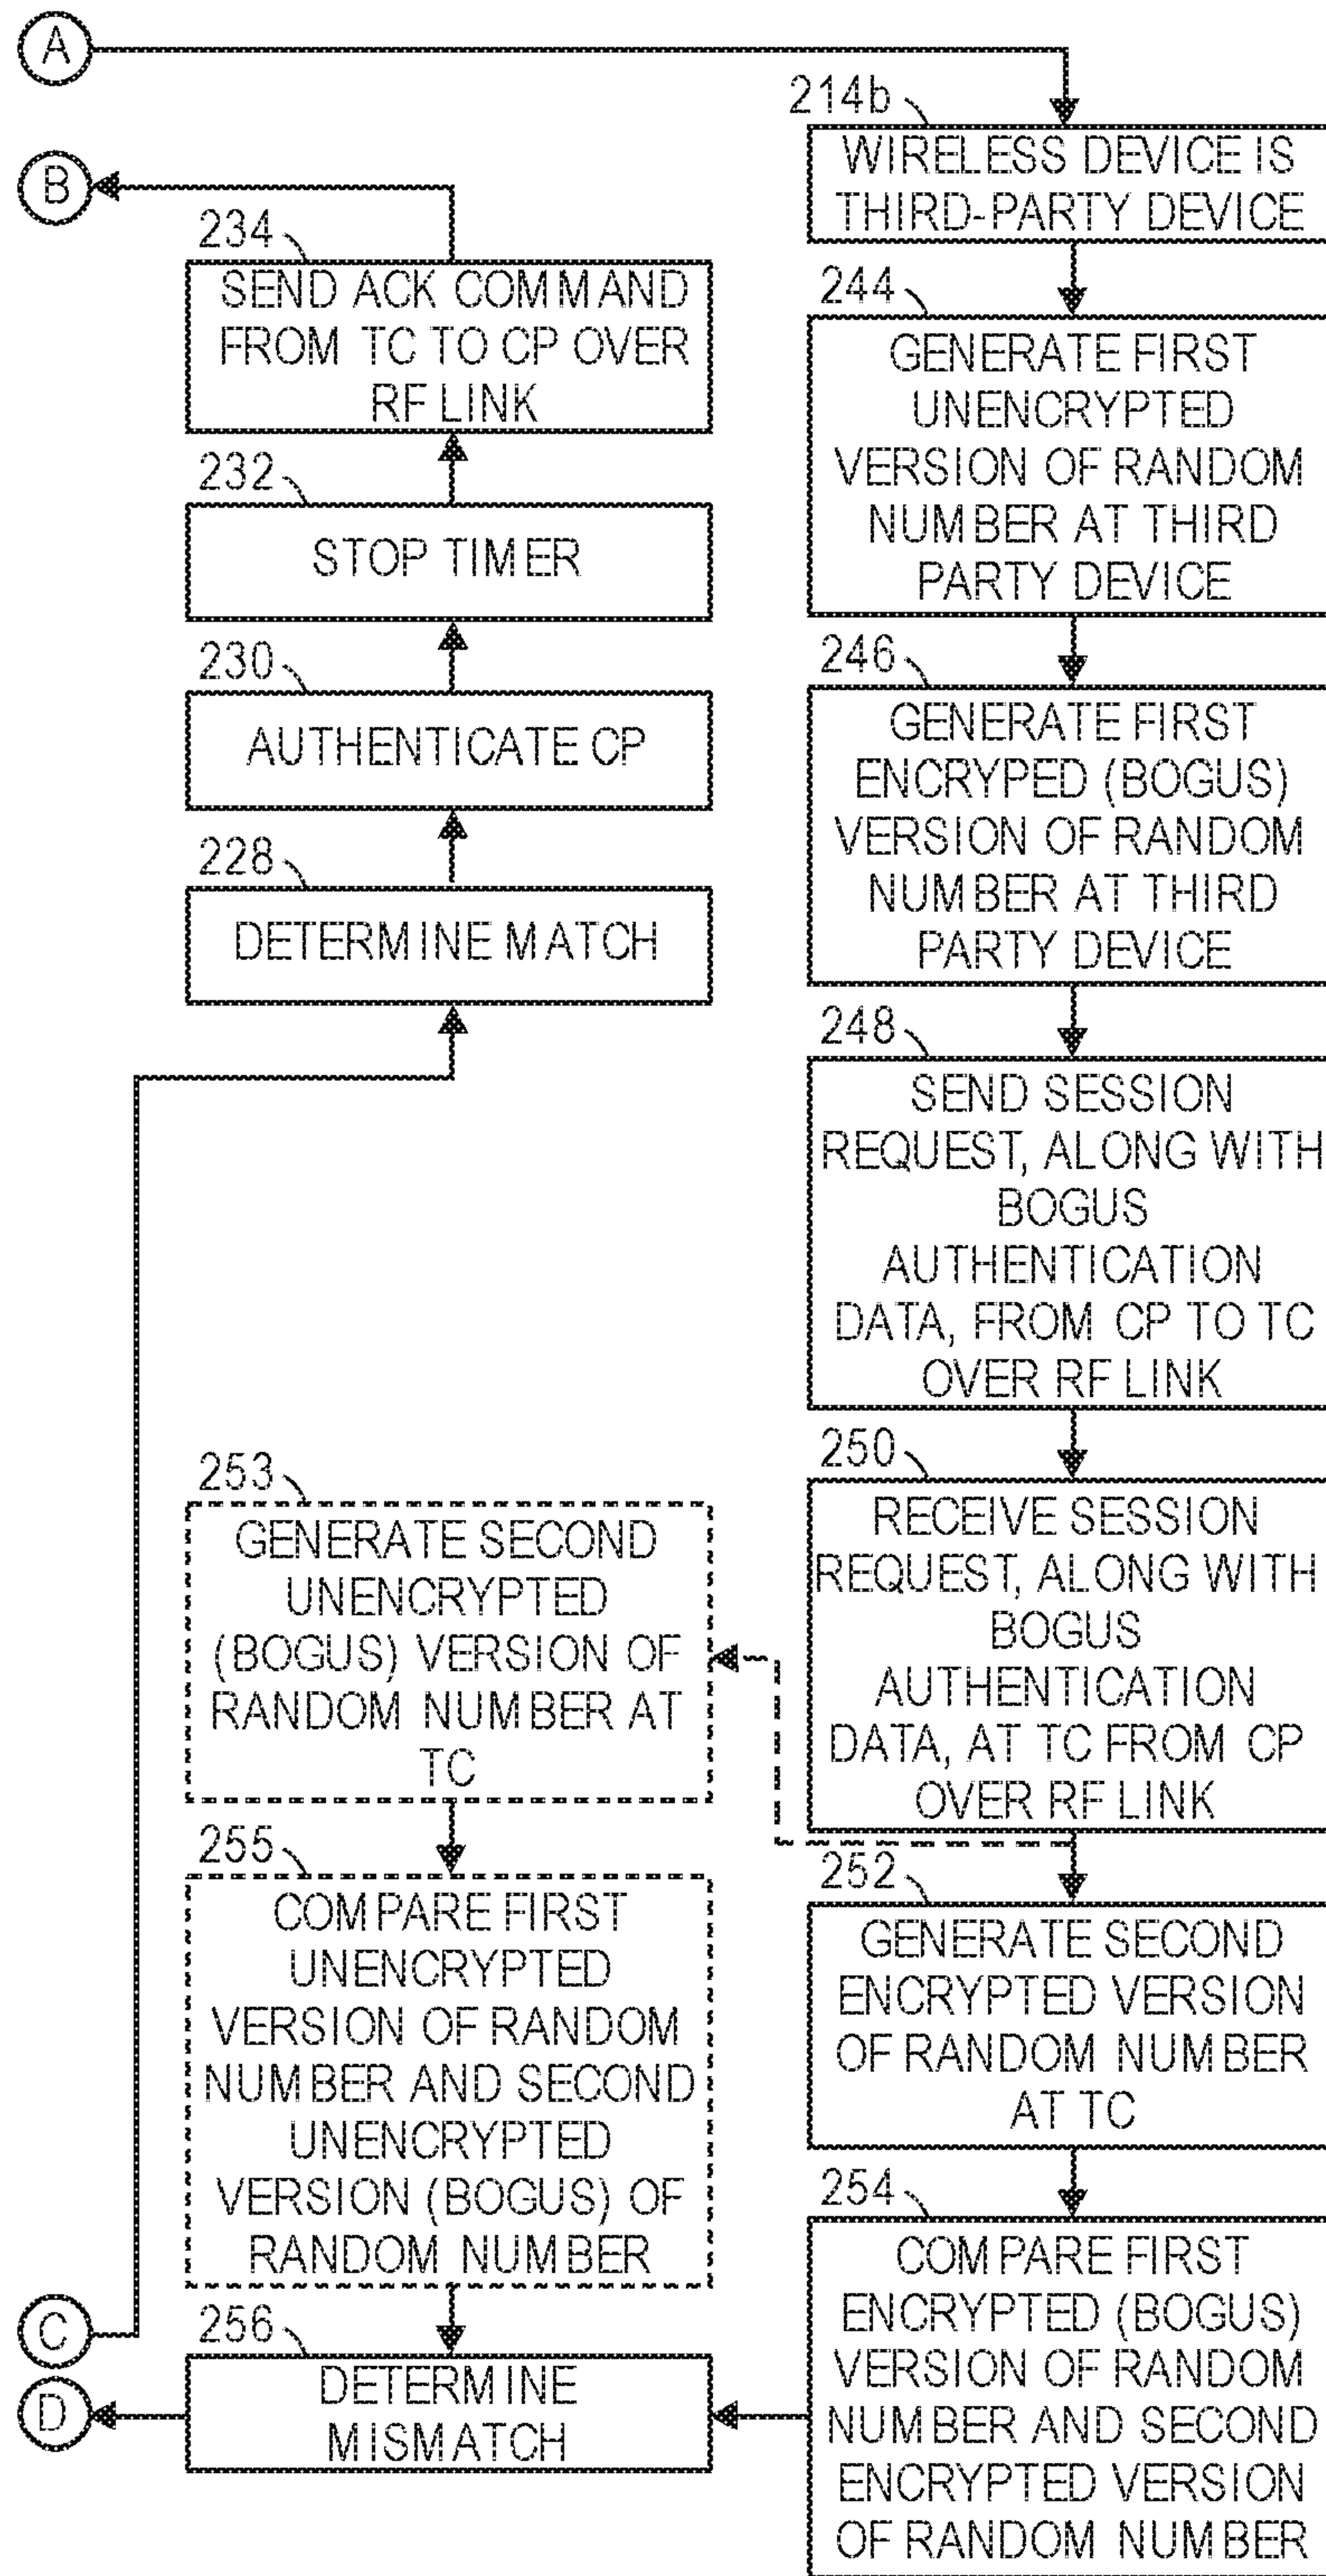 A
214b
WIRELESS DEVICE IS
THIRD-PARTY DEVICE
B
234
SEND ACK COMMAND
FROM TC TO CP OVER
RF LINK
244
GENERATE FIRST
UNENCRYPTED
VERSION OF RANDOM
NUMBER AT THIRD
PARTY DEVICE
232
STOP TIMER
230
AUTHENTICATE CP
246
GENERATE FIRST
ENCRYPED (BOGUS)
VERSION OF RANDOM
NUMBER AT THIRD
PARTY DEVICE
228
DETERMINE MATCH
248
SEND SESSION
REQUEST, ALONG WITH
BOGUS
AUTHENTICATION
DATA, FROM CP TO TC
OVER RF LINK
250
RECEIVE SESSION
REQUEST, ALONG WITH
BOGUS
AUTHENTICATION
DATA, AT TC FROM CP
OVER RF LINK
253
GENERATE SECOND
UNENCRYPTED
(BOGUS) VERSION OF
RANDOM NUMBER AT
TC
255
COMPARE FIRST
UNENCRYPTED
VERSION OF RANDOM
NUMBER AND SECOND
UNENCRYPTED
VERSION (BOGUS) OF
RANDOM NUMBER
252
GENERATE SECOND
ENCRYPTED VERSION
OF RANDOM NUMBER
AT TC
254
COMPARE FIRST
ENCRYPTED (BOGUS)
VERSION OF RANDOM
NUMBER AND SECOND
ENCRYPTED VERSION
OF RANDOM NUMBER
C
256
DETERMINE
MISMATCH
D